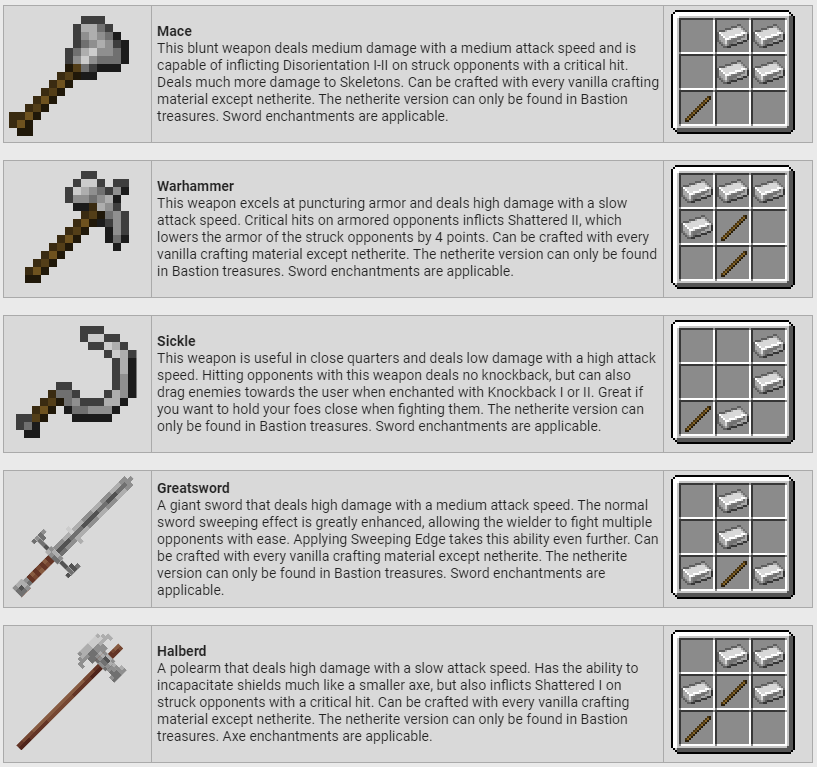 Mace
This blunt weapon deals medium damage with a medium attack speed and is
capable of inflicting Disorientation I-II on struck opponents with a critical hit.
Deals much more damage to Skeletons. Can be crafted with every vanilla crafting
material except netherite. The netherite version can only be found in Bastion
treasures. Sword enchantments are applicable.
Warhammer
This weapon excels at puncturing armor and deals high damage with a slow
attack speed. Critical hits on armored opponents inflicts Shattered II, which
lowers the armor of the struck opponents by 4 points. Can be crafted with every
vanilla crafting material except netherite. The netherite version can only be found
in Bastion treasures. Sword enchantments are applicable.
Sickle
This weapon is useful in close quarters and deals low damage with a high attack
speed. Hitting opponents with this weapon deals no knockback, but can also
drag enemies towards the user when enchanted with Knockback I or II. Great if
you want to hold your foes close when fighting them. The netherite version can
only be found in Bastion treasures. Sword enchantments are applicable.
Greatsword
A giant sword that deals high damage with a medium attack speed. The normal
sword sweeping effect is greatly enhanced, allowing the wielder to fight multiple
opponents with ease. Applying Sweeping Edge takes this ability even further. Can
be crafted with every vanilla crafting material except netherite. The netherite
version can only be found in Bastion treasures. Sword enchantments are
applicable.
Halberd
A polearm that deals high damage with a slow attack speed. Has the ability to
incapacitate shields much like a smaller axe, but also inflicts Shattered I on
struck opponents with a critical hit. Can be crafted with every vanilla crafting
material except netherite. The netherite version can only be found in Bastion
treasures. Axe enchantments are applicable.